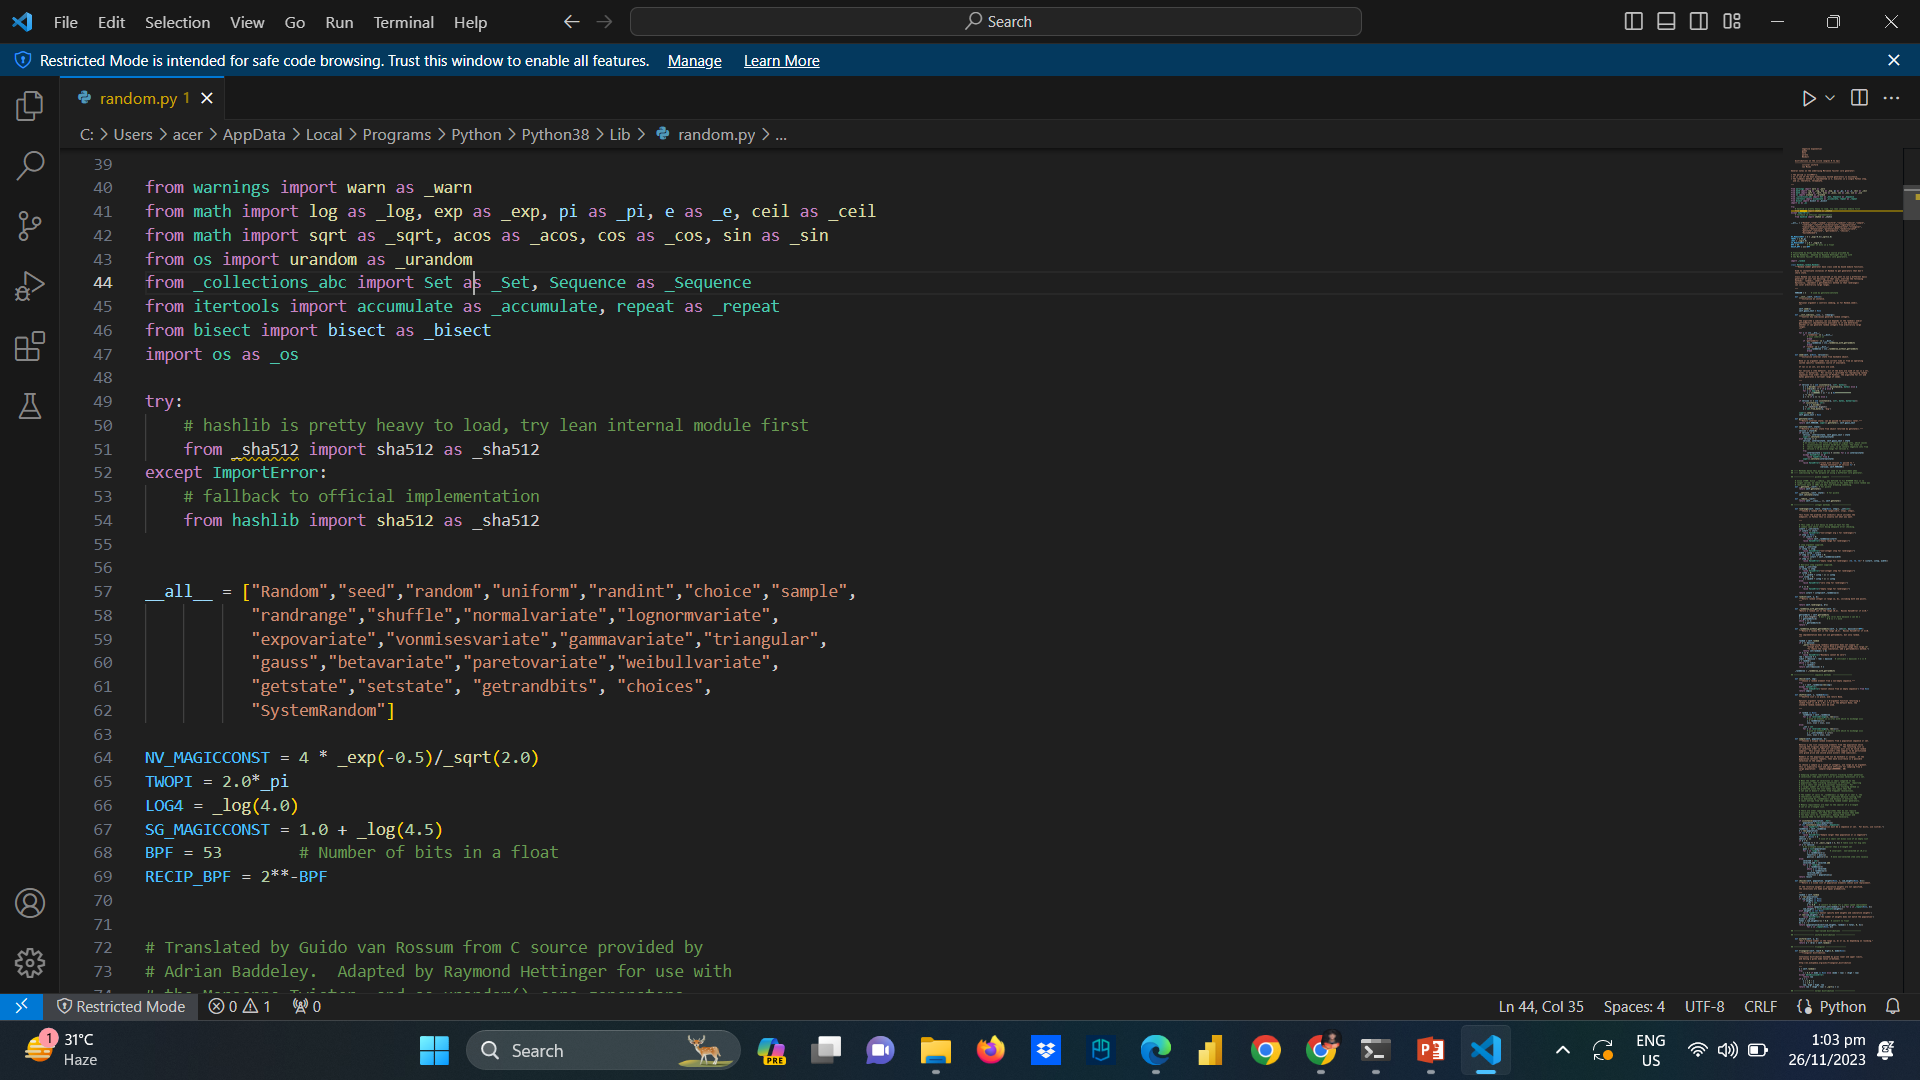 File Edit Selection View Go Run Terminal Help
Search
Restricted Mode is intended for safe code browsing. Trust this window to enable all features. Manage Learn More
random.py 1
C: > Users > acer > AppData > Local > Programs > Python > Python38 > Lib > random.py > ...
39
40 from warnings import warn as _warn
41 from math import log as _log, exp as _exp, pi as _pi, e as _e, ceil as _ceil
42 from math import sqrt as _sqrt, acos as _acos, cos as _cos, sin as _sin
43 from os import urandom as _urandom
44 from _collections_abc import Set as _Set, Sequence as _Sequence
45 from itertools import accumulate as _accumulate, repeat as _repeat
46 from bisect import bisect as _bisect
47 import os as _os
48
49 try:
50     # hashlib is pretty heavy to load, try lean internal module first
51     from _sha512 import sha512 as _sha512
52 except ImportError:
53     # fallback to official implementation
54     from hashlib import sha512 as _sha512
55
56
57 __all__ = ["Random","seed","random","uniform","randint","choice","sample",
58            "randrange","shuffle","normalvariate","lognormvariate",
59            "expovariate","vonmisesvariate","gammavariate","triangular",
60            "gauss","betavariate","paretovariate","weibullvariate",
61            "getstate","setstate", "getrandbits", "choices",
62            "SystemRandom"]
63
64 NV_MAGICCONST = 4 * _exp(-0.5)/_sqrt(2.0)
65 TWOPI = 2.0*_pi
66 LOG4 = _log(4.0)
67 SG_MAGICCONST = 1.0 + _log(4.5)
68 BPF = 53        # Number of bits in a float
69 RECIP_BPF = 2**-BPF
70
71
72 # Translated by Guido van Rossum from C source provided by
73 # Adrian Baddeley.  Adapted by Raymond Hettinger for use with
Restricted Mode 0 1 0 Ln 44, Col 35 Spaces: 4 UTF-8 CRLF Python
1 31°C
Haze
Search
PRE
ENG
US
1:03 pm
26/11/2023